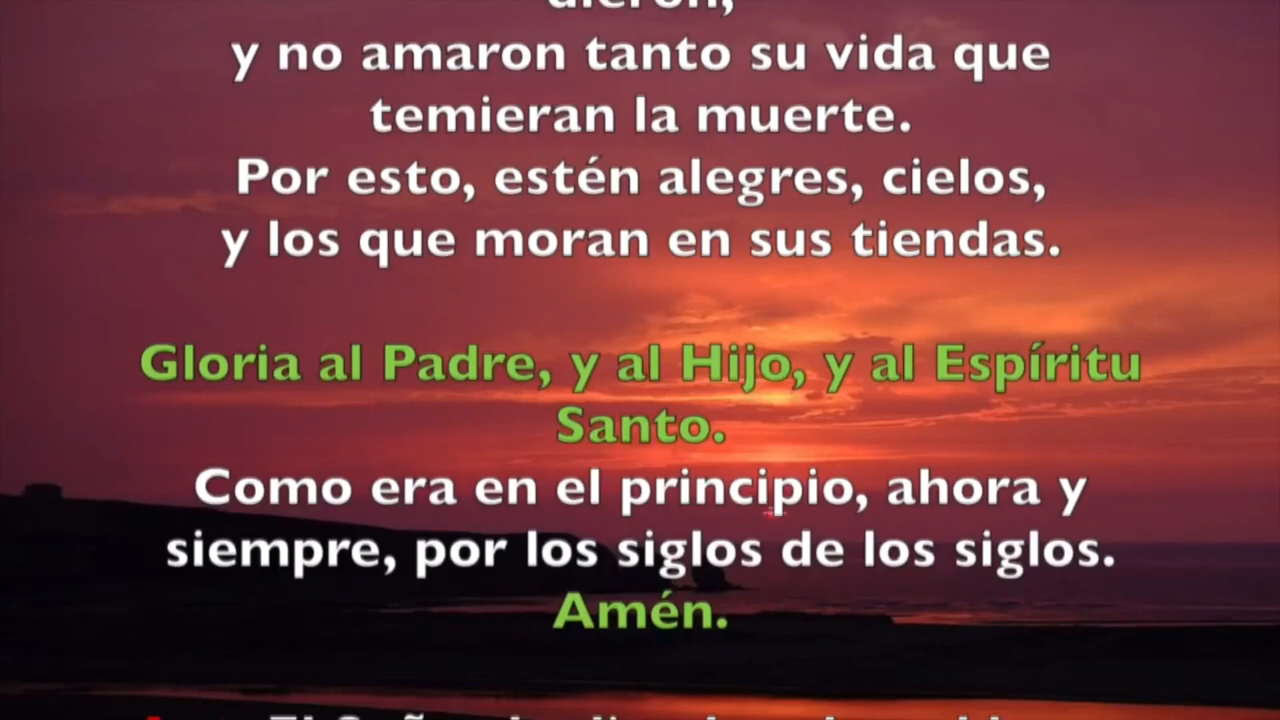 dieron,
y no amaron tanto su vida que
temieran la muerte.
Por esto, estén alegres, cielos,
y los que moran en sus tiendas.
Gloria al Padre, y al Hijo, y al Espíritu
Santo.
Como era en el principio, ahora y
siempre, por los siglos de los siglos.
Amén.